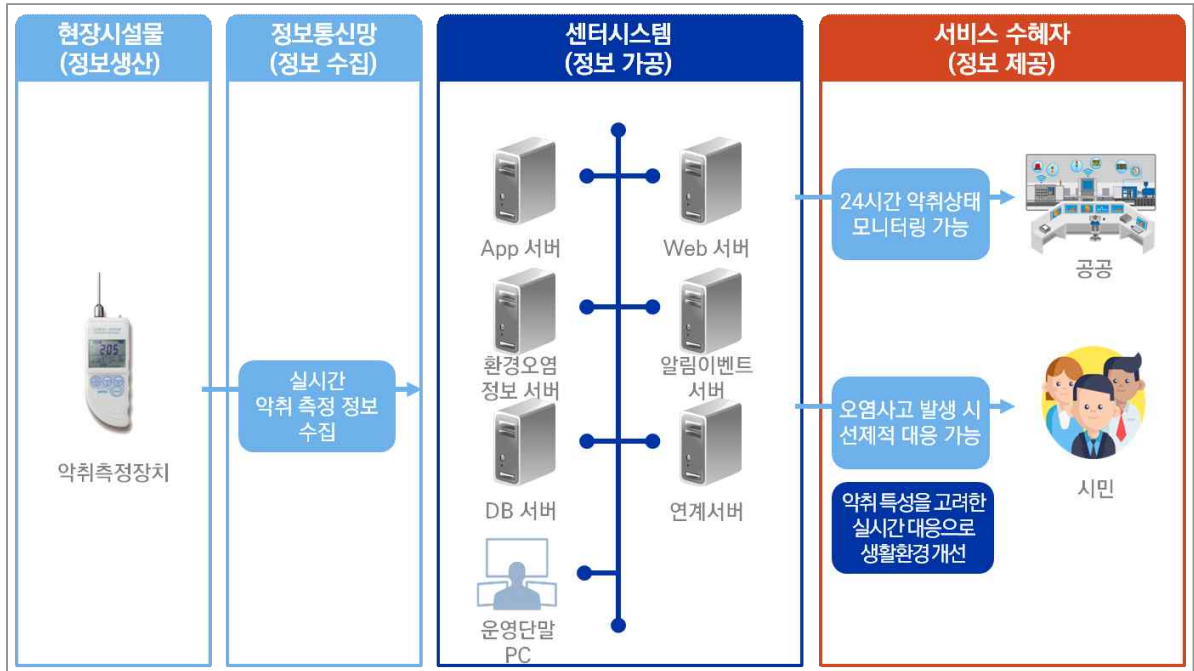 현장시설물
(정보생산)
정보통신망
(정보 수집)
센터시스템
(정보 가공)
서비스 수혜자
(정보 제공)
악취측정장치
실시간
악취 측정 정보
수집
App 서버
Web 서버
환경오염
정보 서버
알림이벤트
서버
DB 서버
연계서버
운영단말
PC
24시간 악취상태
모니터링 가능
공공
오염사고 발생 시
선제적 대응 가능
시민
악취 특성을 고려한
실시간 대응으로
생활환경 개선
205